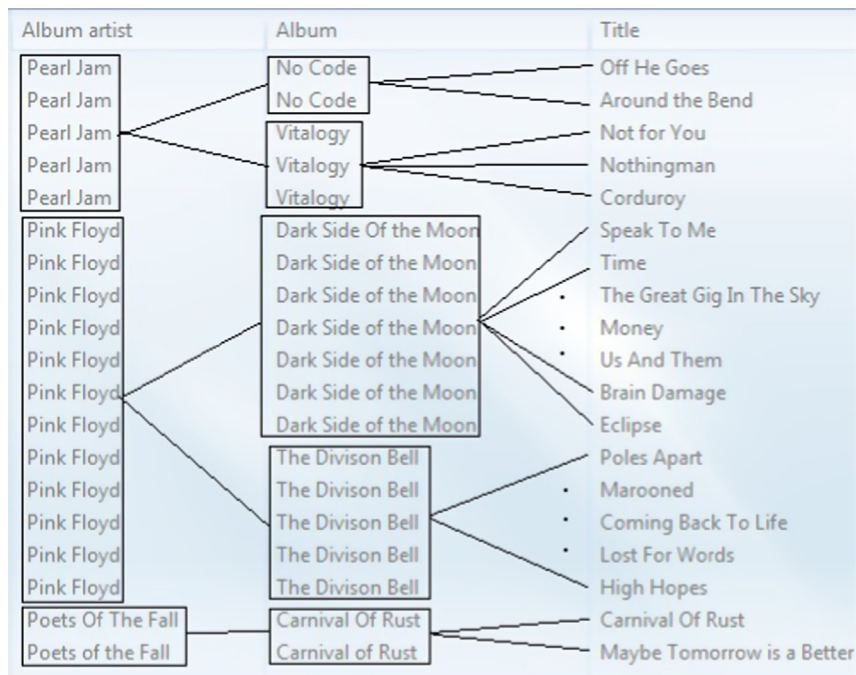 Album artist Album Title
Pearl Jam No Code Off He Goes
Pearl Jam No Code Around the Bend
Pearl Jam Vitalogy Not for You
Pearl Jam Vitalogy Nothingman
Pearl Jam Vitalogy Corduroy
Pink Floyd Dark Side Of the Moon Speak To Me
Pink Floyd Dark Side of the Moon Time
Pink Floyd Dark Side of the Moon The Great Gig In The Sky
Pink Floyd Dark Side of the Moon Money
Pink Floyd Dark Side of the Moon Us And Them
Pink Floyd Dark Side of the Moon Brain Damage
Pink Floyd Dark Side of the Moon Eclipse
Pink Floyd The Divison Bell Poles Apart
Pink Floyd The Divison Bell Marooned
Pink Floyd The Divison Bell Coming Back To Life
Pink Floyd The Divison Bell Lost For Words
Pink Floyd The Divison Bell High Hopes
Poets Of The Fall Carnival Of Rust Carnival Of Rust
Poets of the Fall Carnival of Rust Maybe Tomorrow is a Better